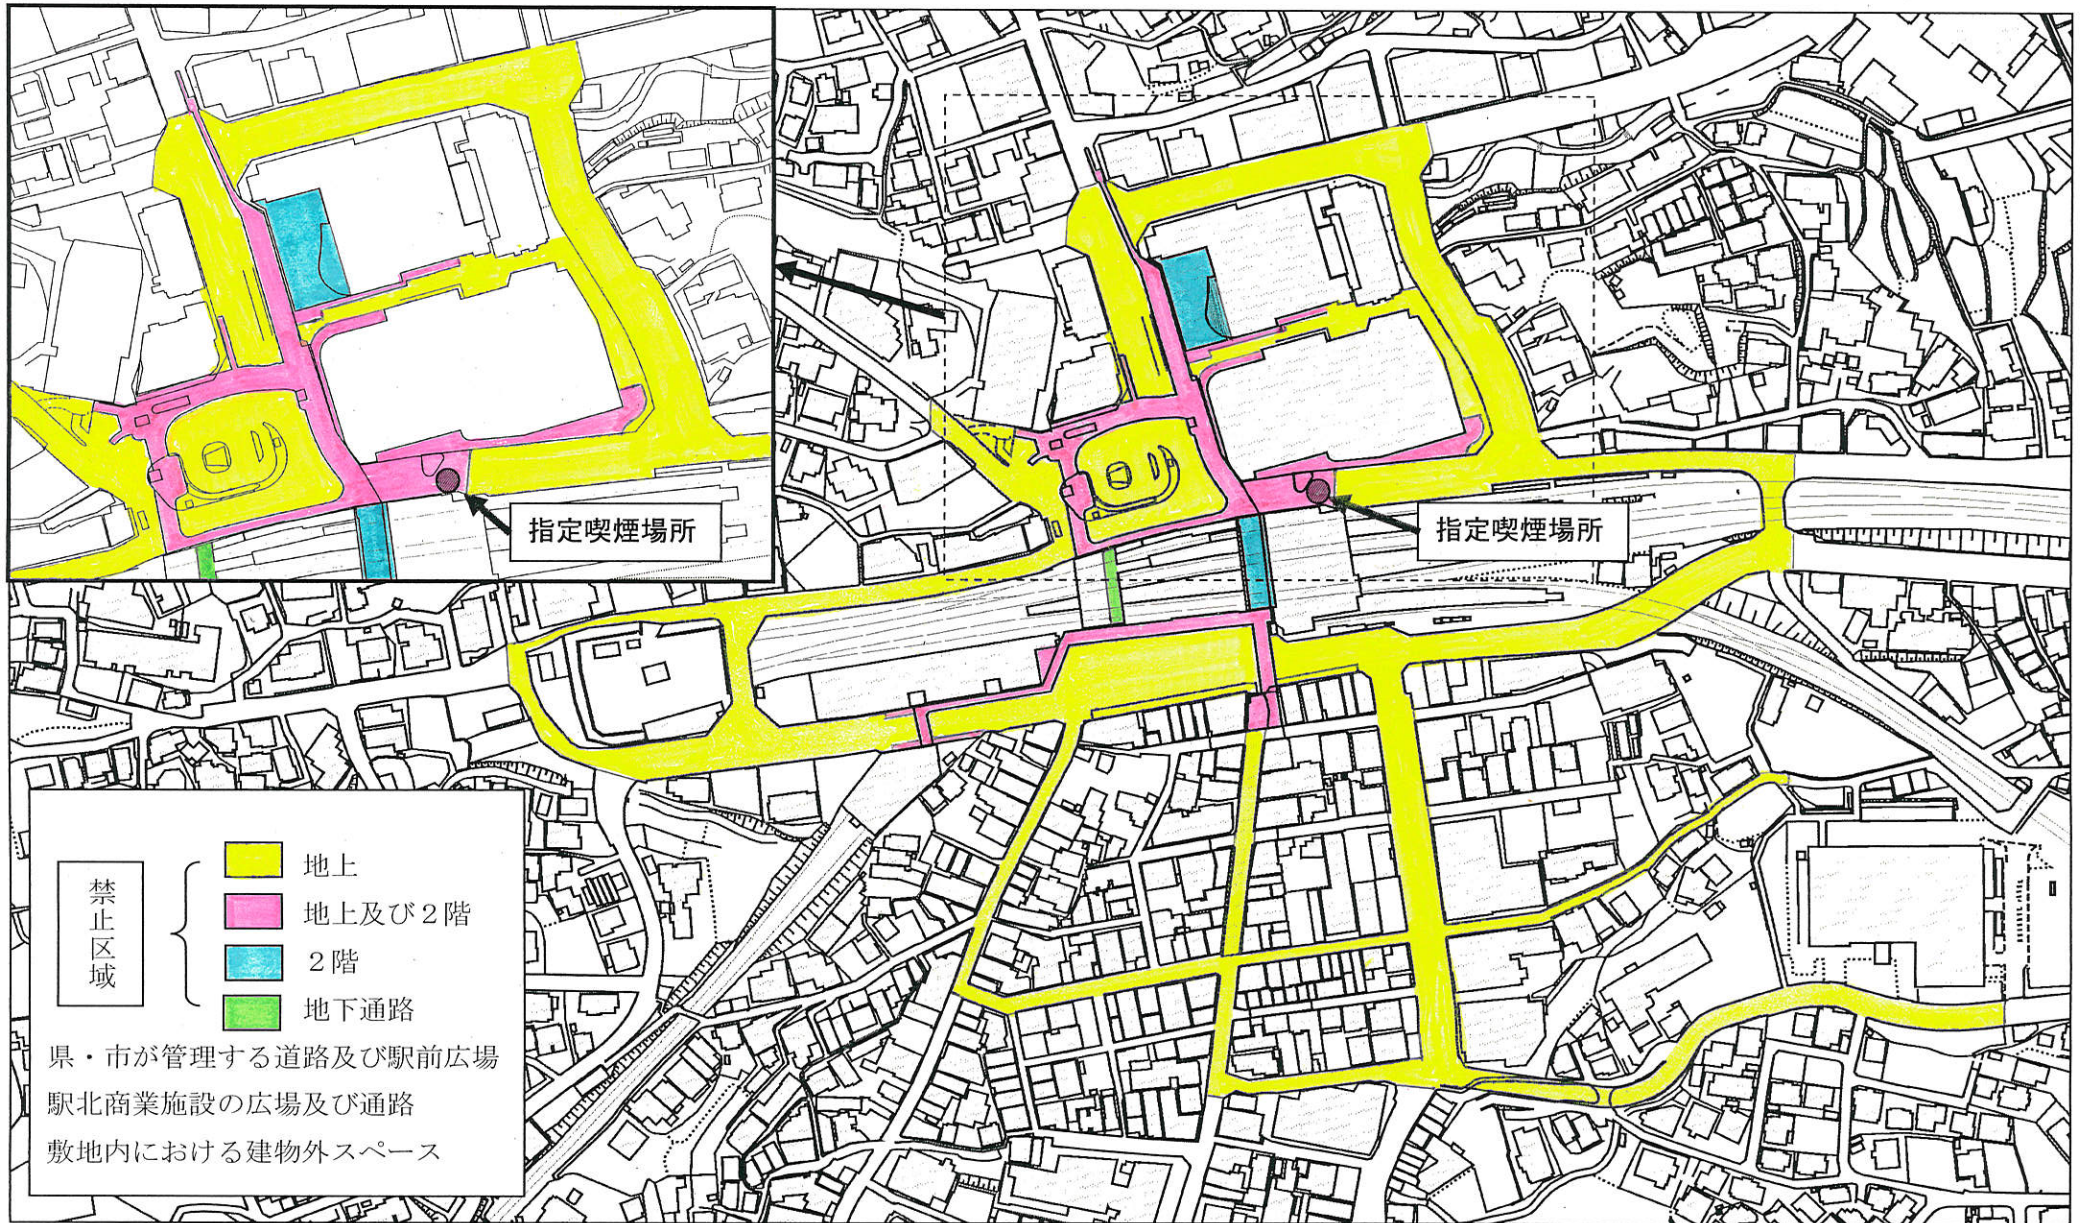 指定喫煙場所
指定喫煙場所
禁止区域
地上
地上及び2階
2階
地下通路
県・市が管理する道路及び駅前広場
駅北商業施設の広場及び通路
敷地内における建物外スペース